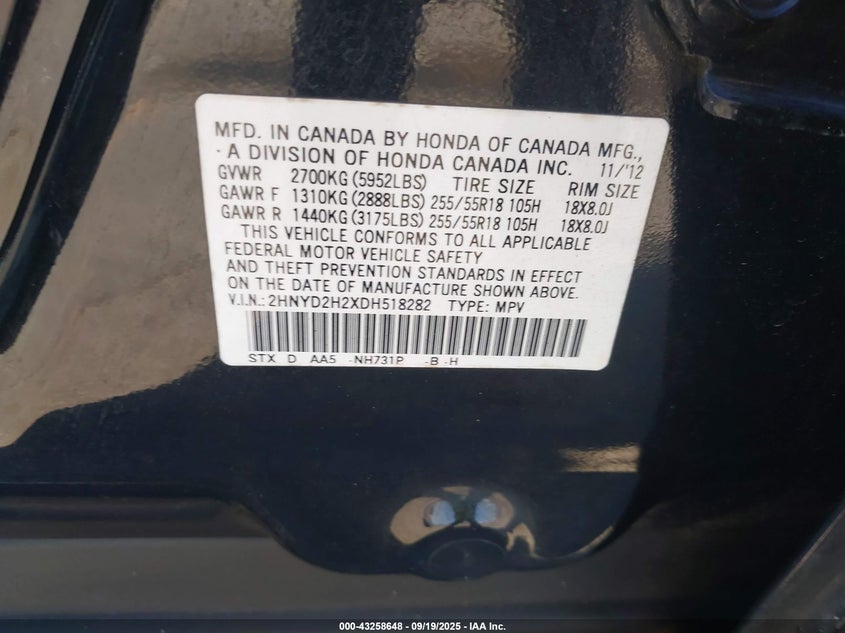 MFD. IN CANADA BY HONDA OF CANADA MFG.,
A DIVISION OF HONDA CANADA INC. 11/'12
GVWR 2700KG (5952LBS) TIRE SIZE RIM SIZE
GAWR F 1310KG (2888LBS) 255/55R18 105H 18X8.0J
GAWR R 1440KG (3175LBS) 255/55R18 105H 18X8.0J
THIS VEHICLE CONFORMS TO ALL APPLICABLE
FEDERAL MOTOR VEHICLE SAFETY
AND THEFT PREVENTION STANDARDS IN EFFECT
ON THE DATE OF MANUFACTURE SHOWN ABOVE.
V.I.N.: 2HNYD2H2XDH518282 TYPE: MPV
STX D AA5 -NH731P -B -H
000-43258648 - 09/19/2025 - IAA Inc.